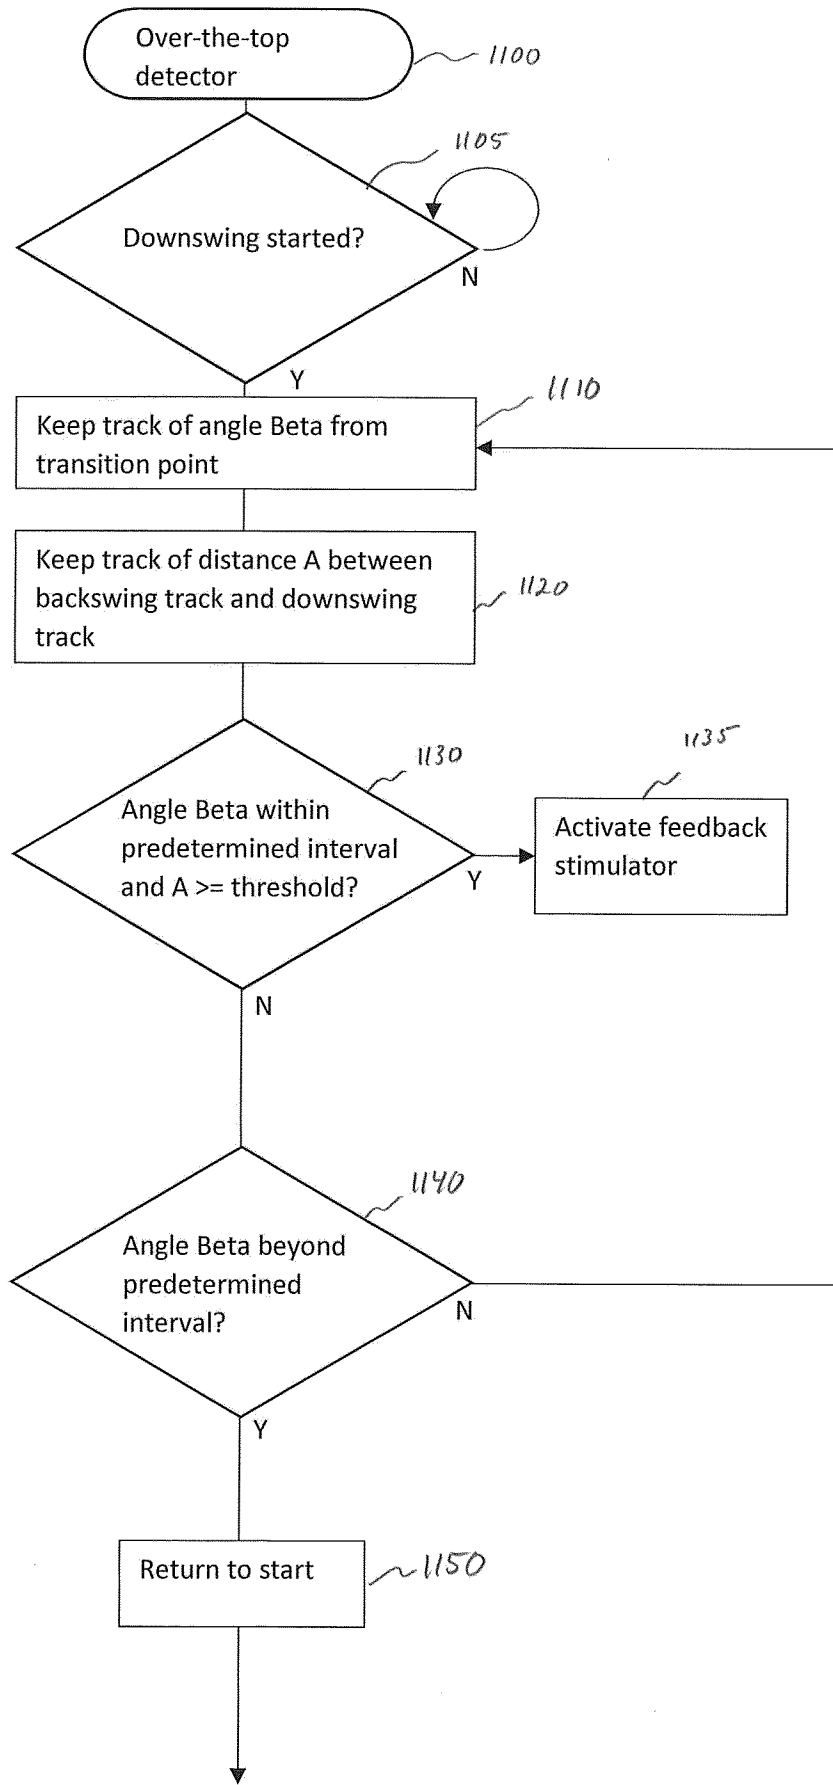 Over-the-top
detector
1100
1105
Downswing started?
N
Y
1110
Keep track of angle Beta from
transition point
Keep track of distance A between
backswing track and downswing
track
1120
1130
1135
Angle Beta within
predetermined interval
and A >= threshold?
Y
Activate feedback
stimulator
N
1140
Angle Beta beyond
predetermined
interval?
N
Y
Return to start
1150